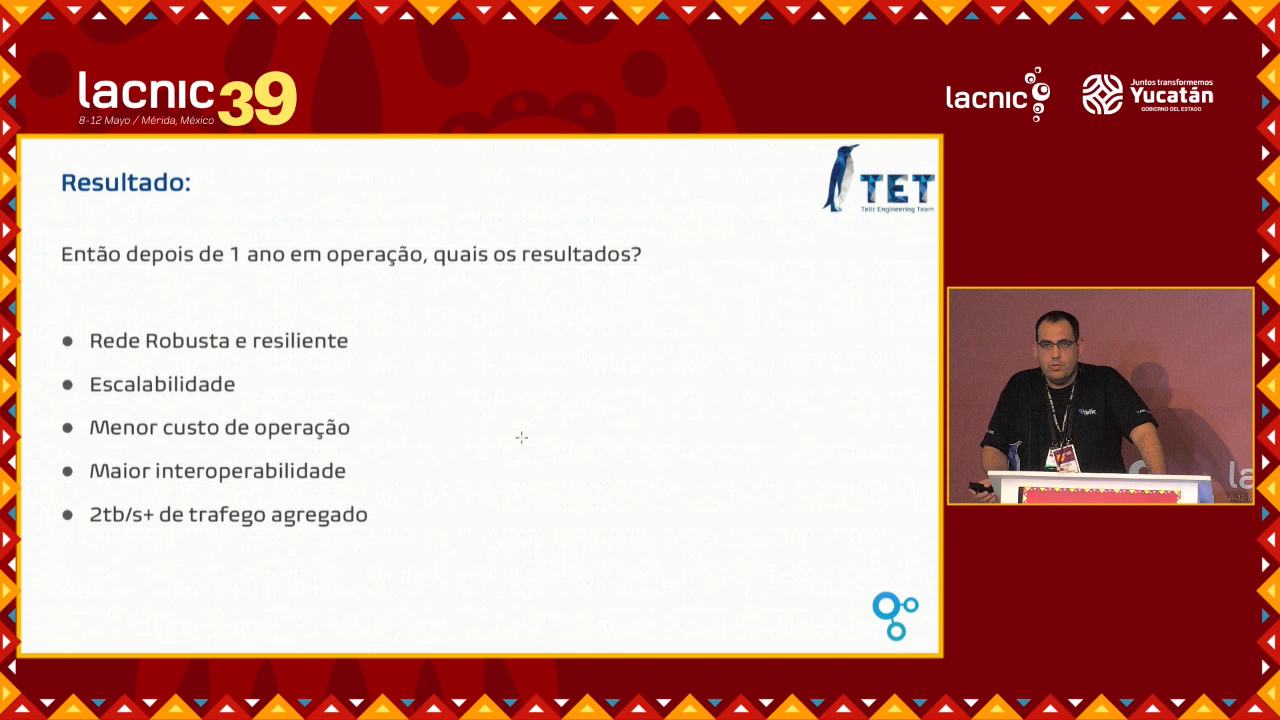 lacnic 39
8-12 Mayo / Mérida, México
lacnic
Juntos transformemos
Yucatán
GOBIERNO DEL ESTADO
TET
Telic Engineering Team
Resultado:
Então depois de 1 ano em operação, quais os resultados?
● Rede Robusta e resiliente
● Escalabilidade
● Menor custo de operação
● Maior interoperabilidade
● 2tb/s+ de trafego agregado